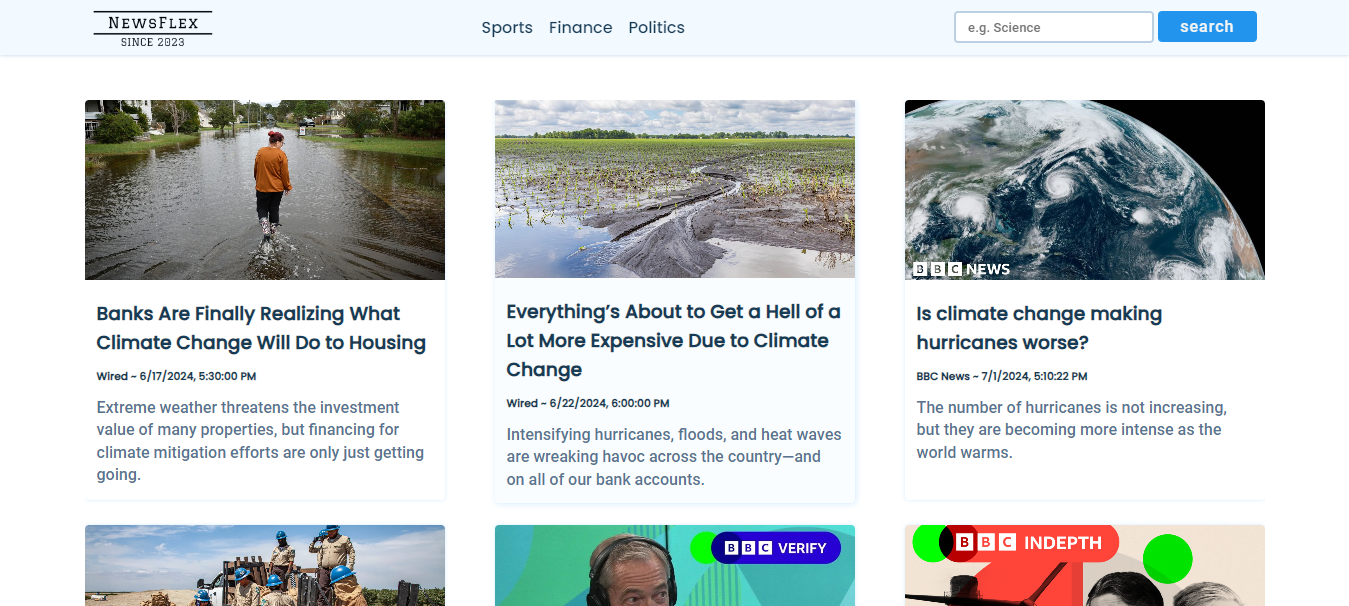 NEWSFLEX
SINCE 2023
Sports Finance Politics
e.g. Science
search
BBC NEWS
Banks Are Finally Realizing What
Climate Change Will Do to Housing
Wired ~ 6/17/2024, 5:30:00 PM
Extreme weather threatens the investment
value of many properties, but financing for
climate mitigation efforts are only just getting
going.
Everything’s About to Get a Hell of a
Lot More Expensive Due to Climate
Change
Wired ~ 6/22/2024, 6:00:00 PM
Intensifying hurricanes, floods, and heat waves
are wreaking havoc across the country—and
on all of our bank accounts.
Is climate change making
hurricanes worse?
BBC News ~ 7/1/2024, 5:10:22 PM
The number of hurricanes is not increasing,
but they are becoming more intense as the
world warms.
BBC VERIFY
BBC INDEPTH